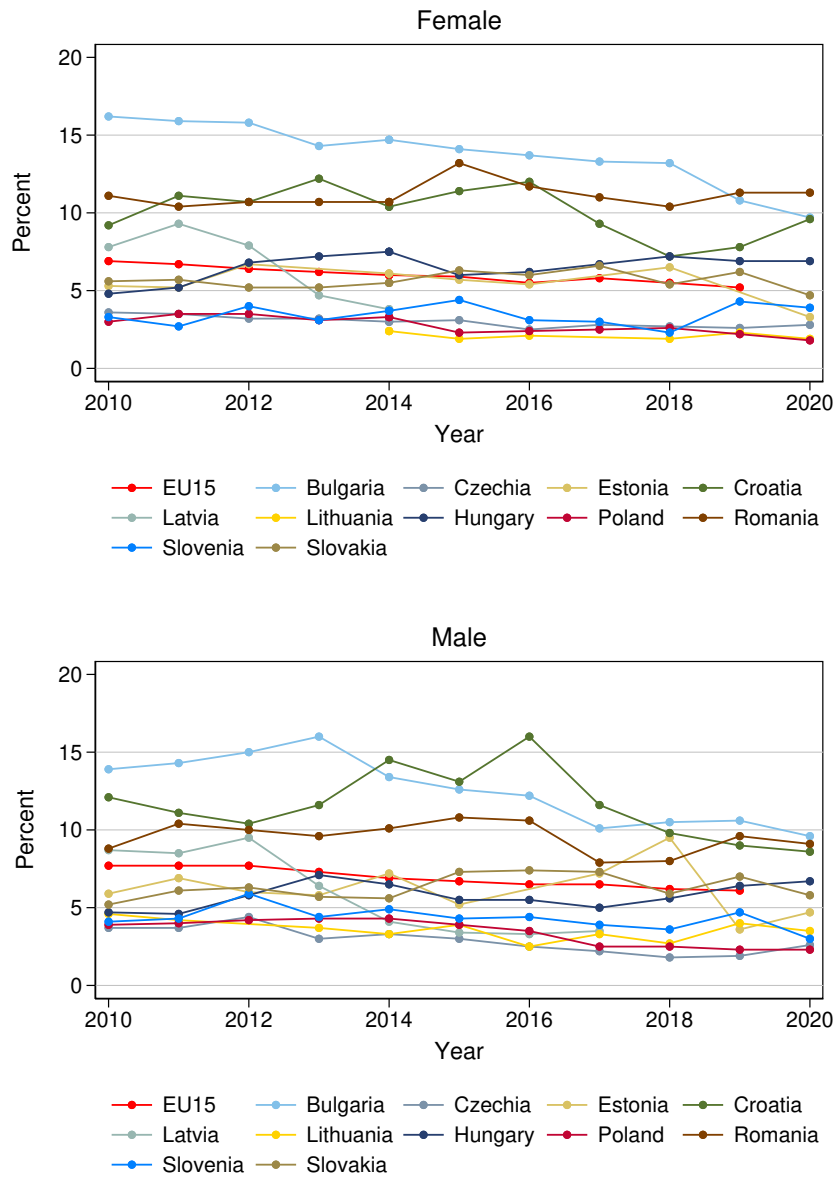 Female
20
15
10
5
0
Percent
2010 2012 2014 2016 2018 2020
Year
EU15 Bulgaria Czechia Estonia Croatia
Latvia Lithuania Hungary Poland Romania
Slovenia Slovakia
Male
20
15
10
5
0
Percent
2010 2012 2014 2016 2018 2020
Year
EU15 Bulgaria Czechia Estonia Croatia
Latvia Lithuania Hungary Poland Romania
Slovenia Slovakia